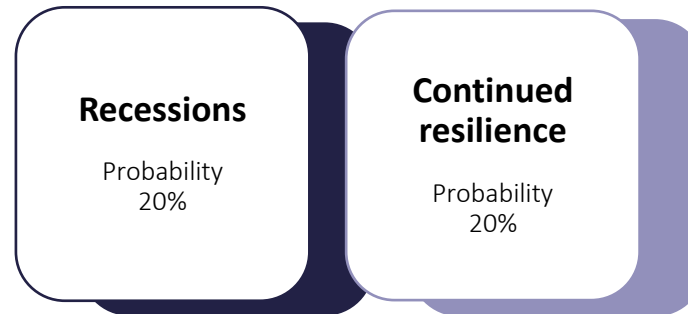 Recessions
Probability
20%
Continued
resilience
Probability
20%